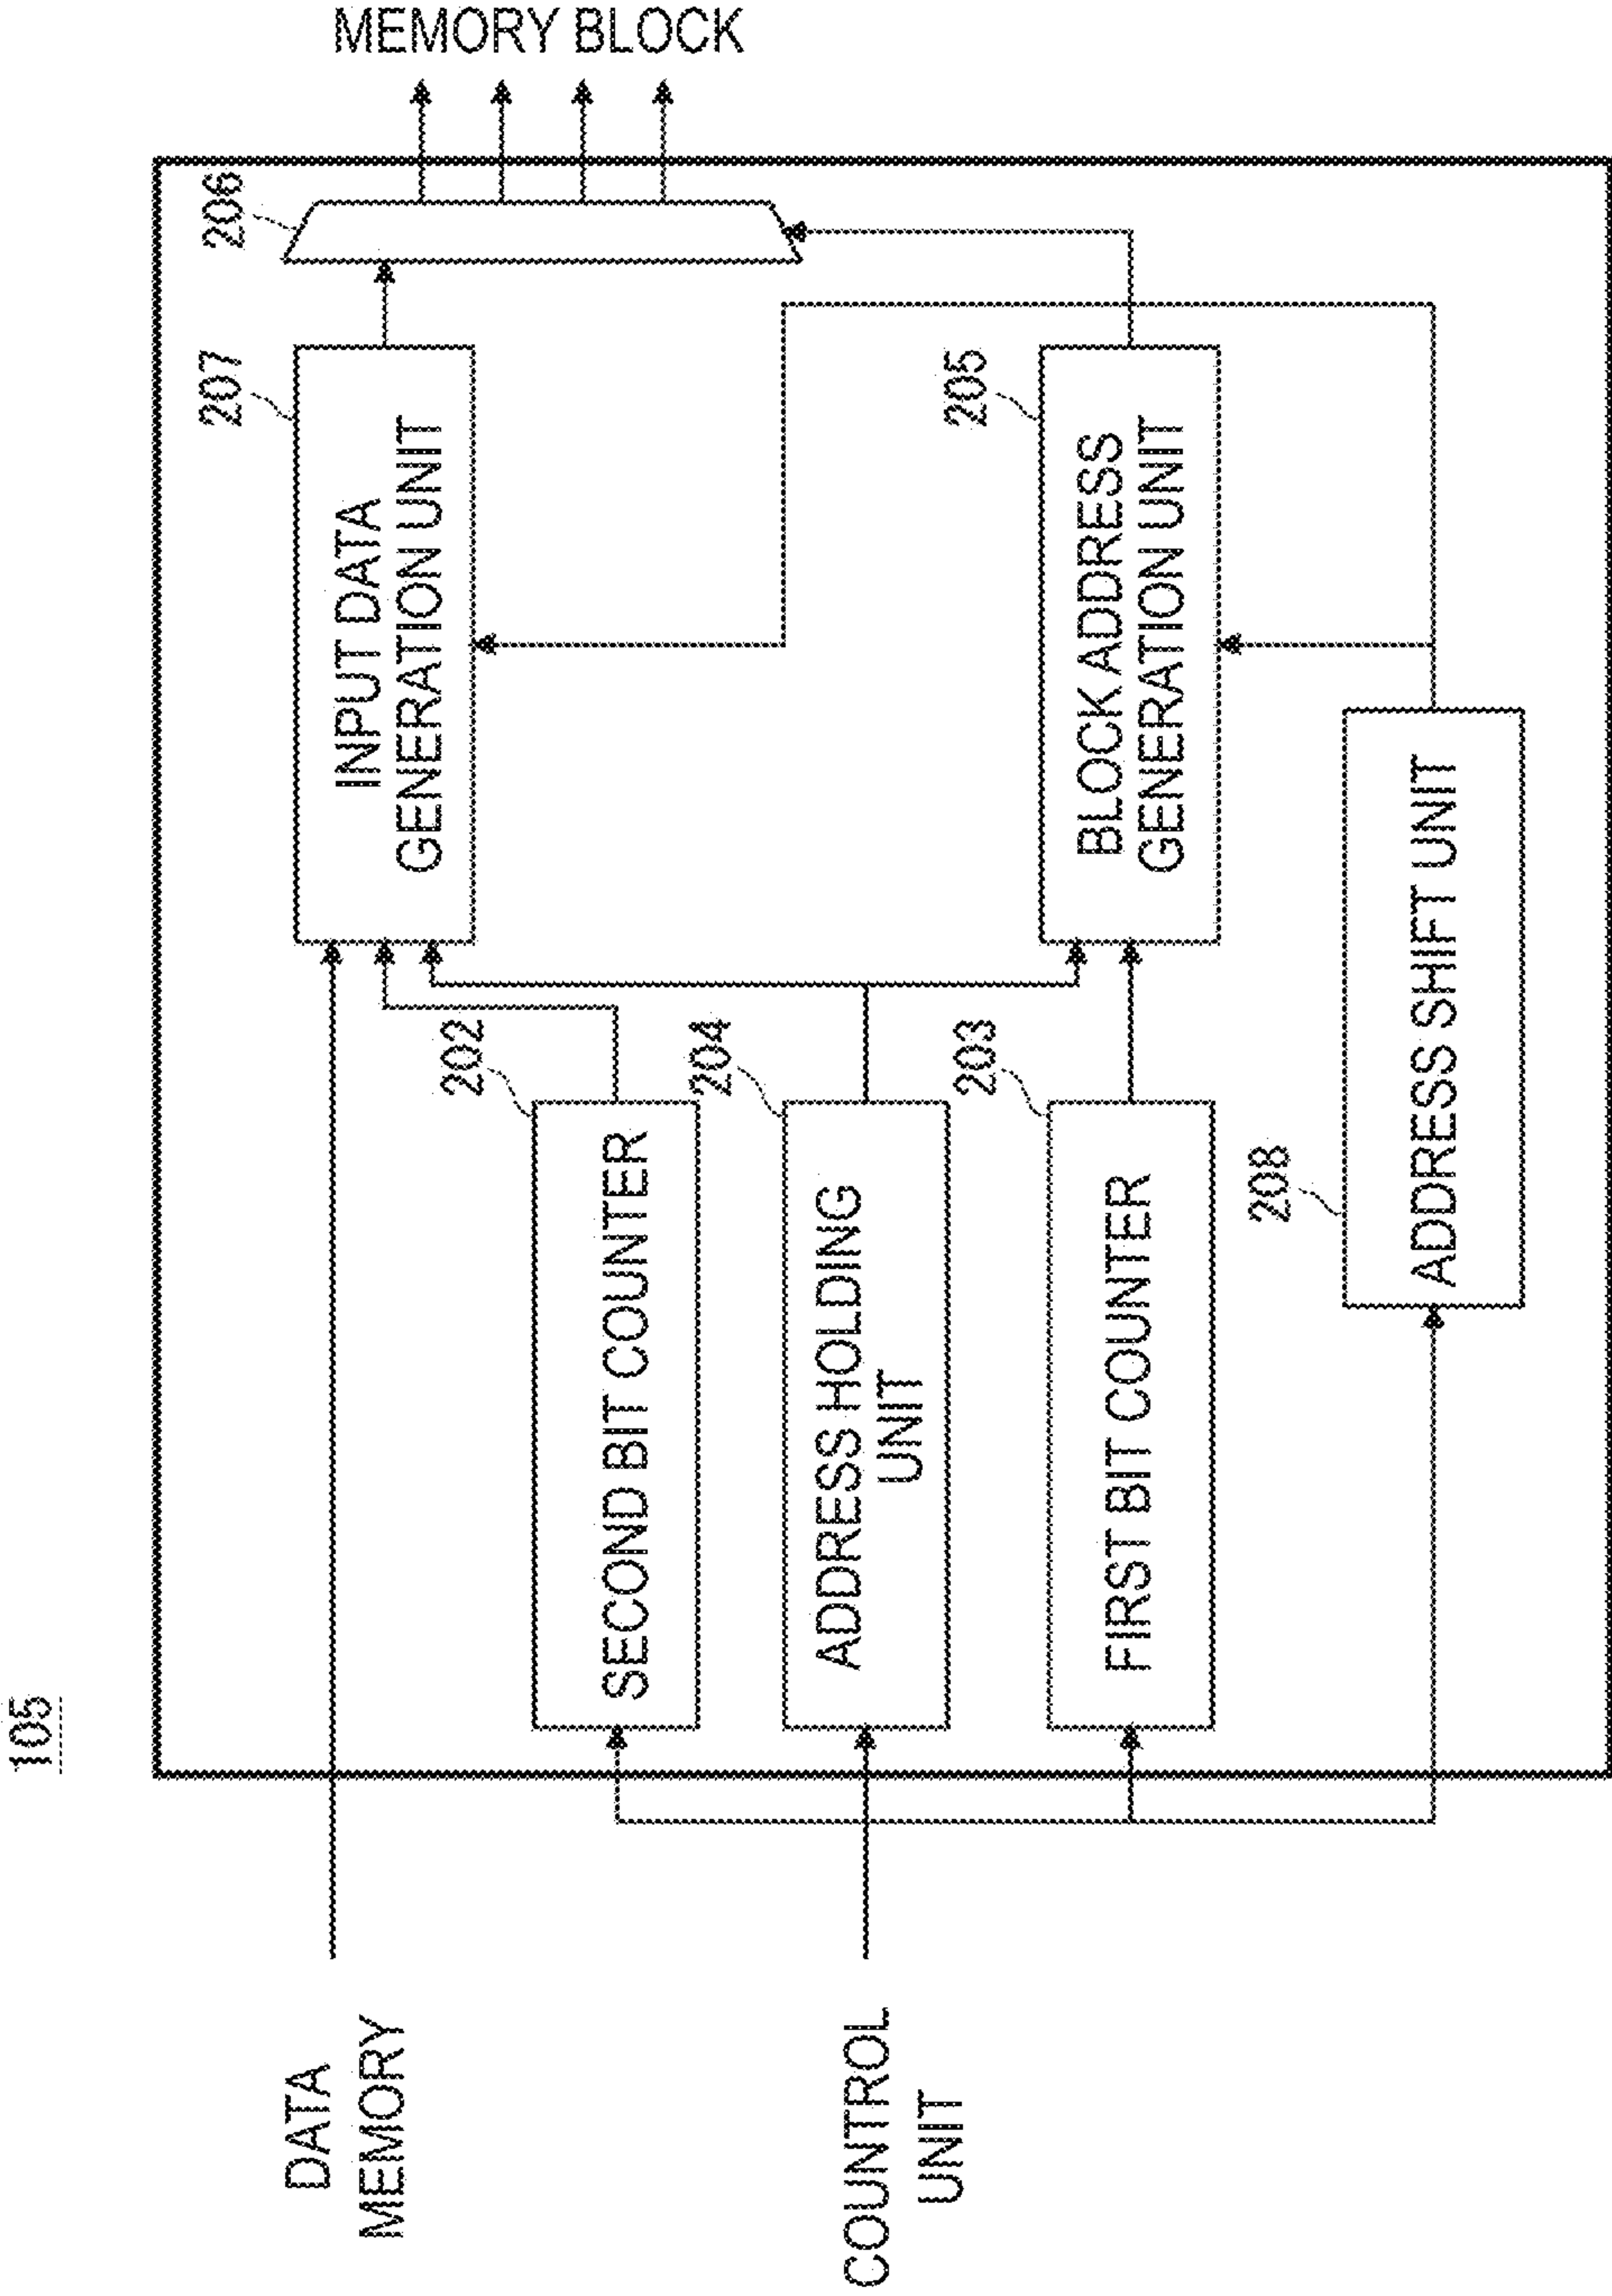 105
DATA
MEMORY
COUNTROL
UNIT
202
SECOND BIT COUNTER
204
ADDRESS HOLDING
UNIT
203
FIRST BIT COUNTER
208
ADDRESS SHIFT UNIT
207
INPUT DATA
GENERATION UNIT
205
BLOCK ADDRESS
GENERATION UNIT
206
MEMORY BLOCK